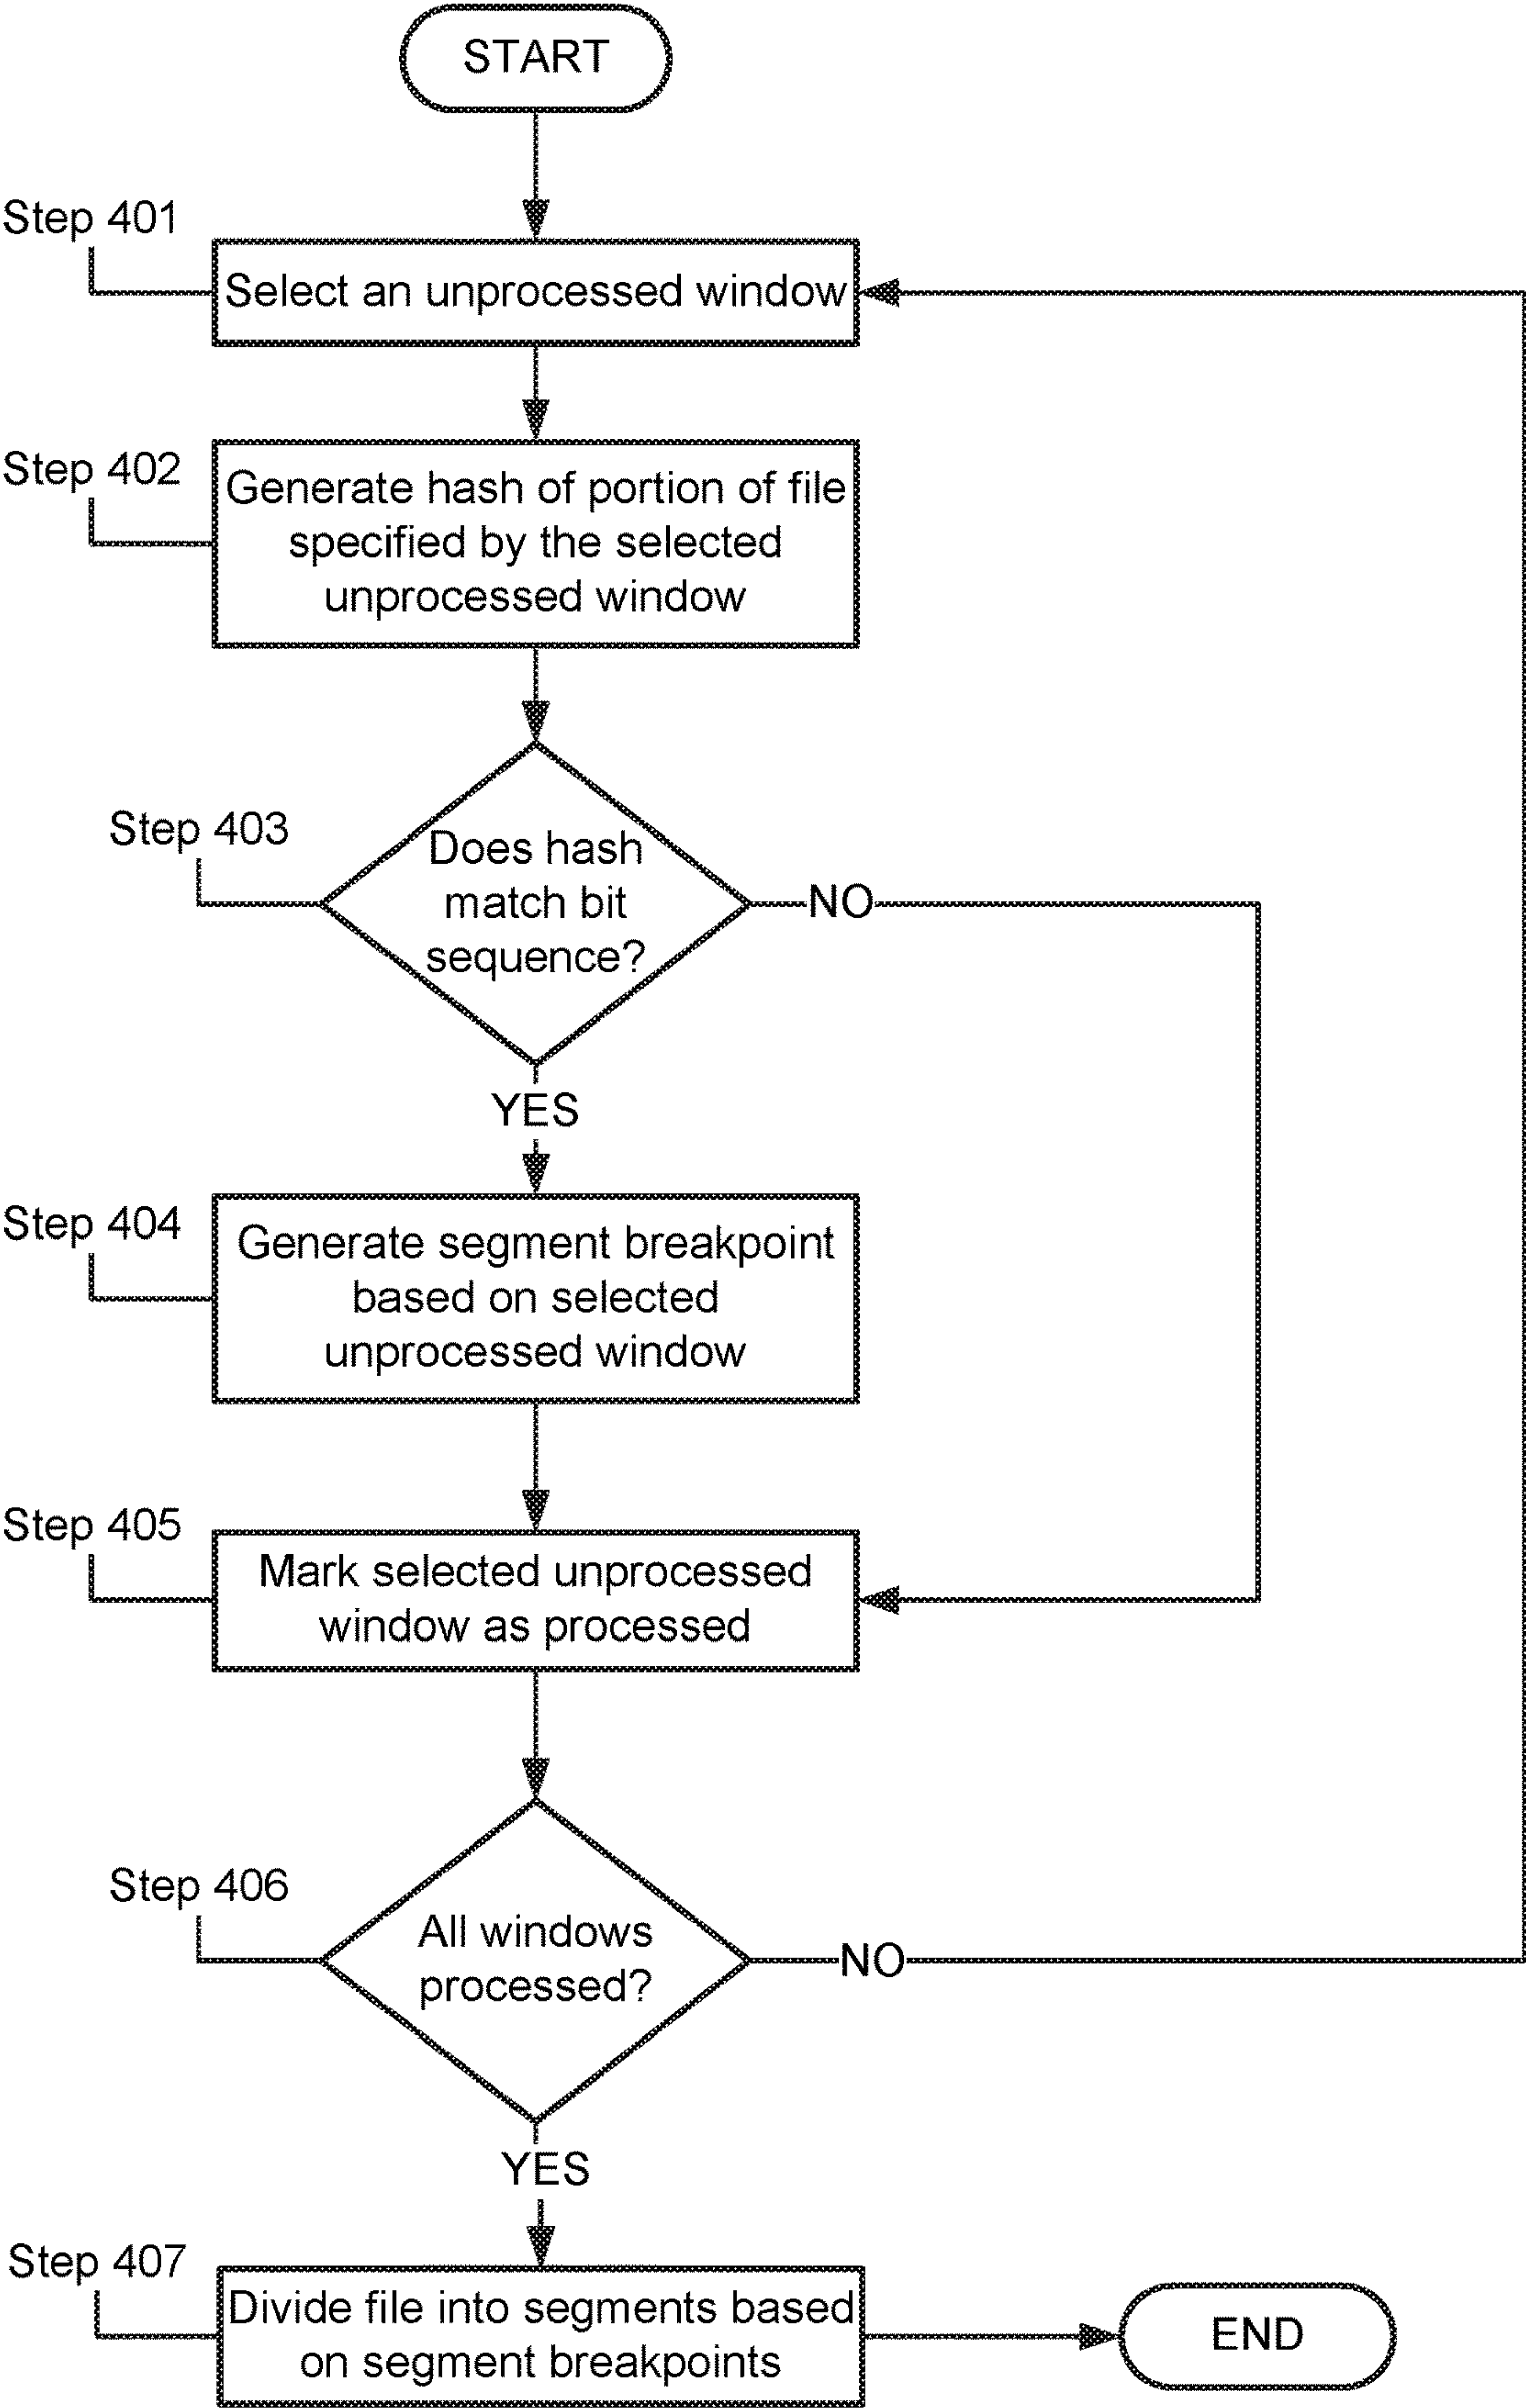 START
Step 401
Select an unprocessed window
Step 402
Generate hash of portion of file
specified by the selected
unprocessed window
Step 403
Does hash
match bit
sequence?
NO
YES
Step 404
Generate segment breakpoint
based on selected
unprocessed window
Step 405
Mark selected unprocessed
window as processed
Step 406
All windows
processed?
NO
YES
Step 407
Divide file into segments based
on segment breakpoints
END